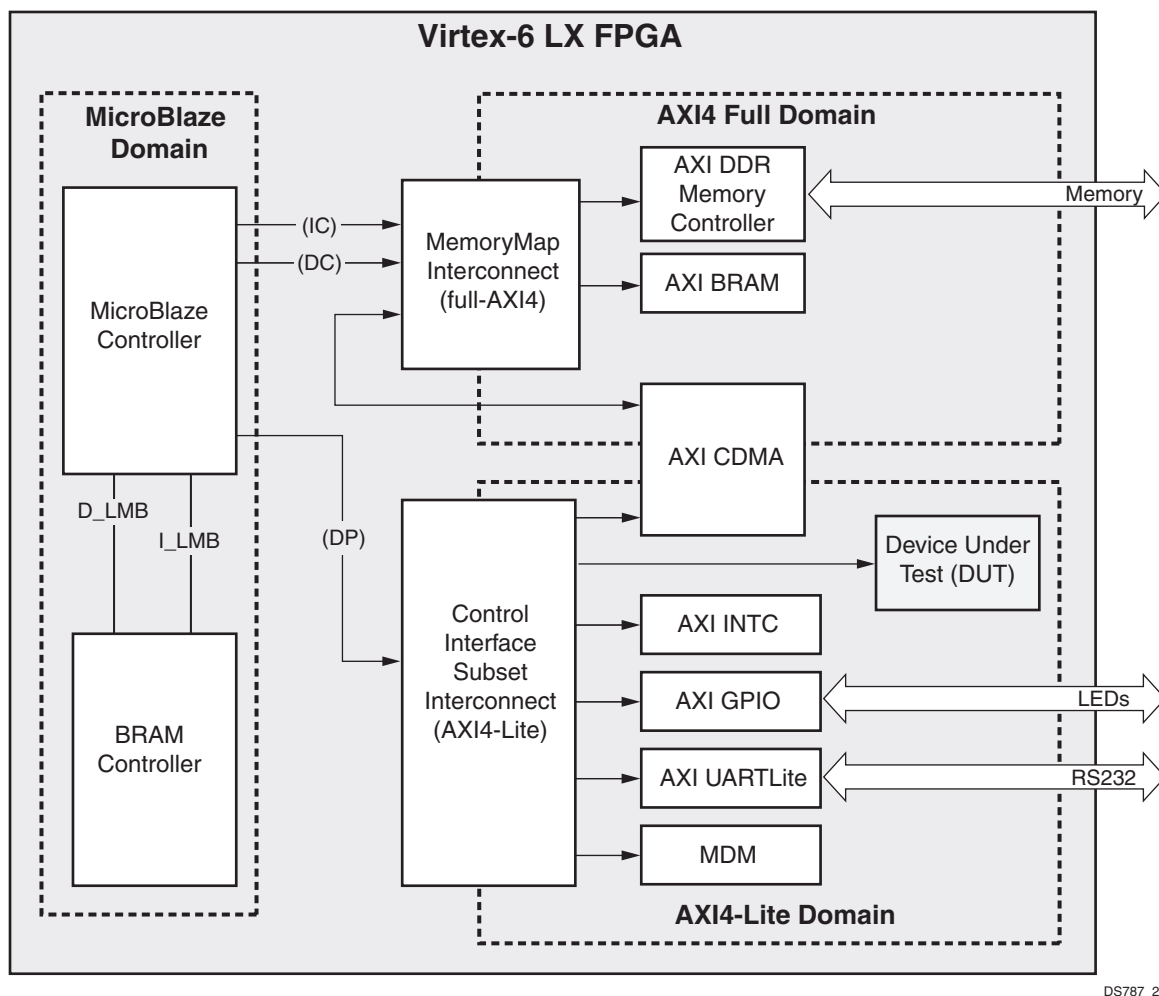 Virtex-6 LX FPGA
MicroBlaze
Domain
AXI4 Full Domain
MicroBlaze
Controller
(IC)
(DC)
MemoryMap
Interconnect
(full-AXI4)
AXI DDR
Memory
Controller
Memory
AXI BRAM
AXI CDMA
D_LMB
I_LMB
(DP)
BRAM
Controller
Control
Interface
Subset
Interconnect
(AXI4-Lite)
Device Under
Test (DUT)
AXI INTC
AXI GPIO
LEDs
AXI UARTLite
RS232
MDM
AXI4-Lite Domain
DS787_2